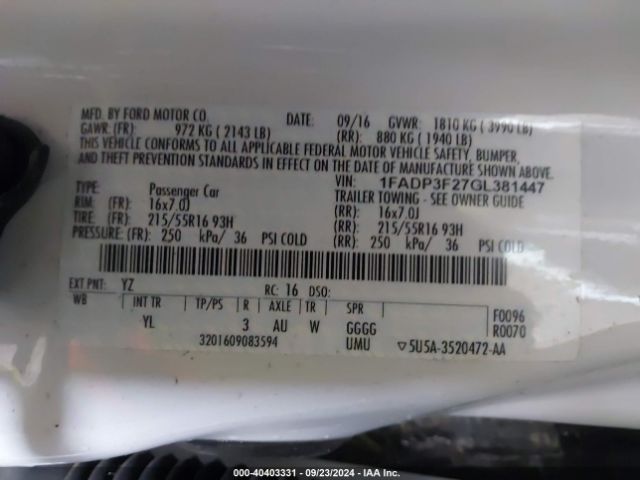 MFD. BY FORD MOTOR CO. DATE: 09/16 GVWR: 1810 KG ( 3990 LB)
GAWR: (FR): 972 KG ( 2143 LB) (RR): 880 KG ( 1940 LB)
THIS VEHICLE CONFORMS TO ALL APPLICABLE FEDERAL MOTOR VEHICLE SAFETY, BUMPER,
AND THEFT PREVENTION STANDARDS IN EFFECT ON THE DATE OF MANUFACTURE SHOWN ABOVE.
VIN: 1FADP3F27GL381447
TYPE: Passenger Car TRAILER TOWING - SEE OWNER GUIDE
RIM: (FR): 16x7.0J (RR): 16x7.0J
TIRE: (FR): 215/55R16 93H (RR): 215/55R16 93H
PRESSURE: (FR): 250 kPa/ 36 PSI COLD (RR): 250 kPa/ 36 PSI COLD
EXT PNT: YZ RC: 16 DSO:
WB INT TR TP/PS R AXLE TR SPR F0096
YL 3 AU W GGGG R0070
3201609083594 UMU ▽5U5A-3520472-AA
000-40403331 - 09/23/2024 - IAA Inc.